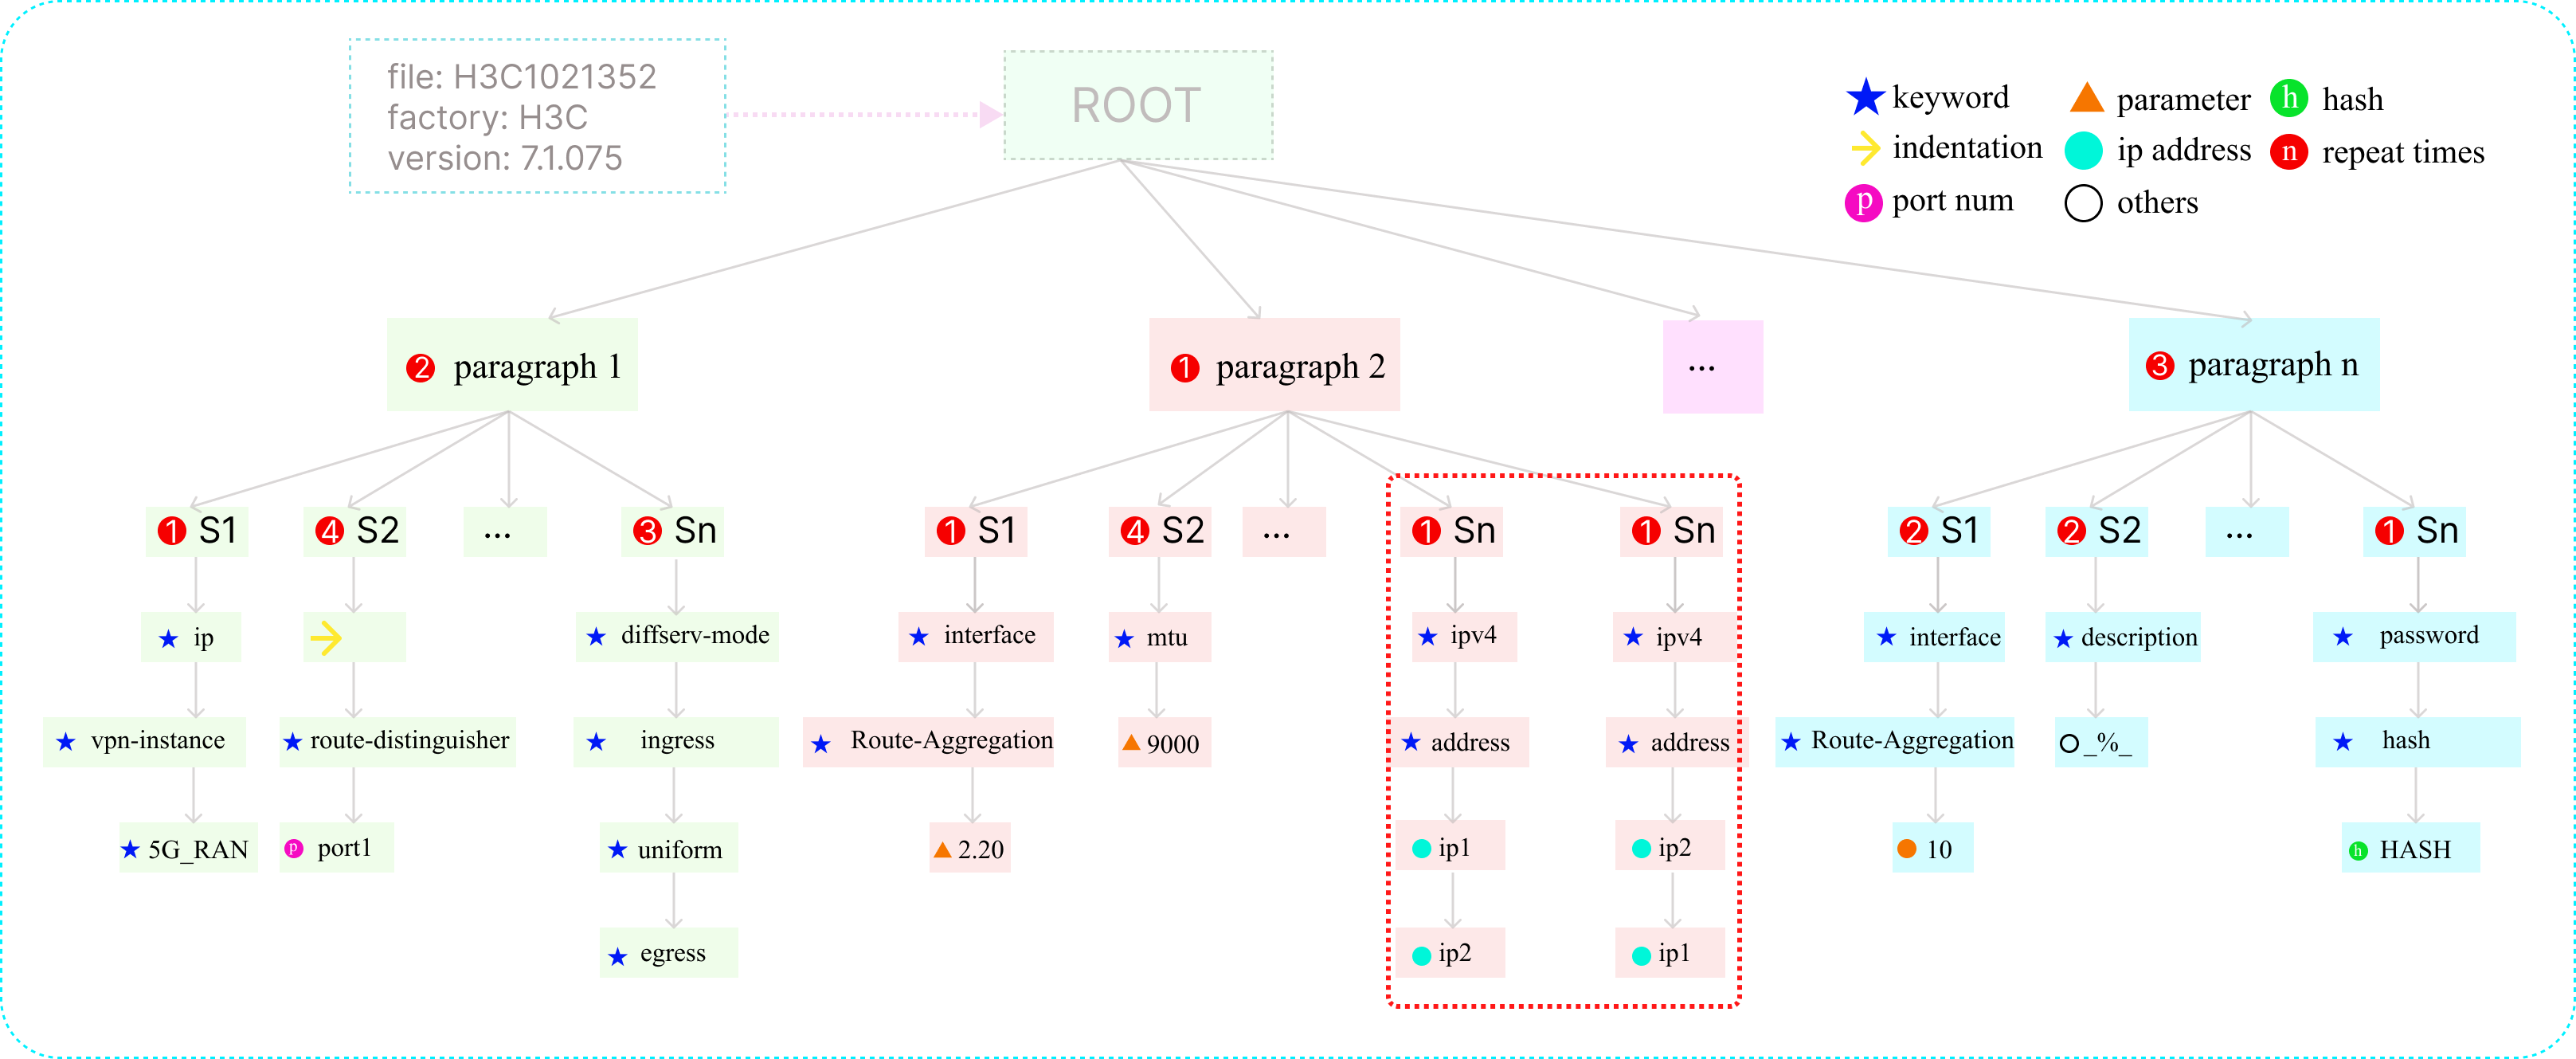 file: H3C1021352
factory: H3C
version: 7.1.075
ROOT
keyword
parameter
h hash
indentation
ip address
n repeat times
p port num
others
2 paragraph 1
1 paragraph 2
...
3 paragraph n
1 S1
4 S2
...
3 Sn
1 S1
4 S2
...
1 Sn
1 Sn
2 S1
2 S2
...
1 Sn
ip
diffserv-mode
interface
mtu
ipv4
ipv4
interface
description
password
vpn-instance
route-distinguisher
ingress
Route-Aggregation
9000
address
address
Route-Aggregation
_%_
hash
5G_RAN
p port1
uniform
2.20
ip1
ip2
10
h HASH
egress
ip2
ip1